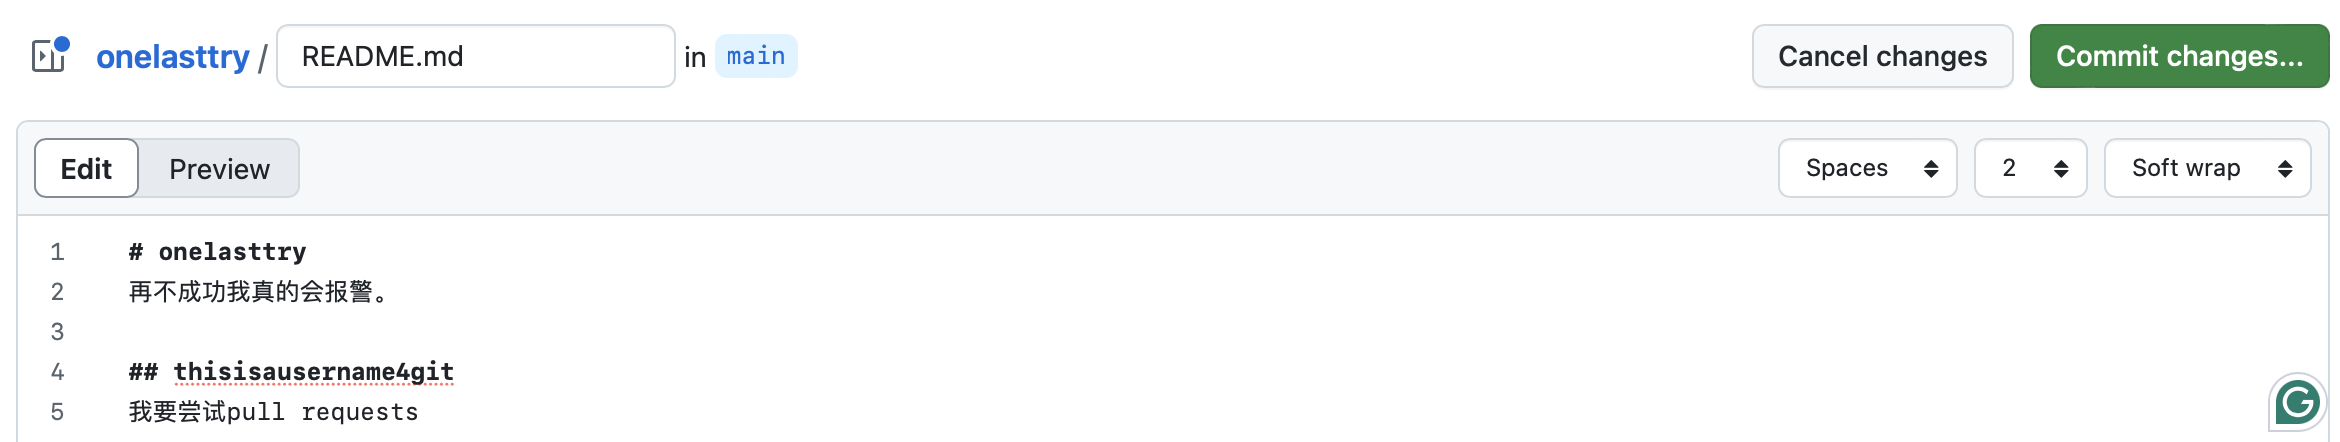 onelasttry / README.md in main Cancel changes Commit changes...
Edit Preview Spaces 2 Soft wrap
1 # onelasttry
2 再不成功我真的会报警。
3
4 ## thisisausername4git
5 我要尝试pull requests